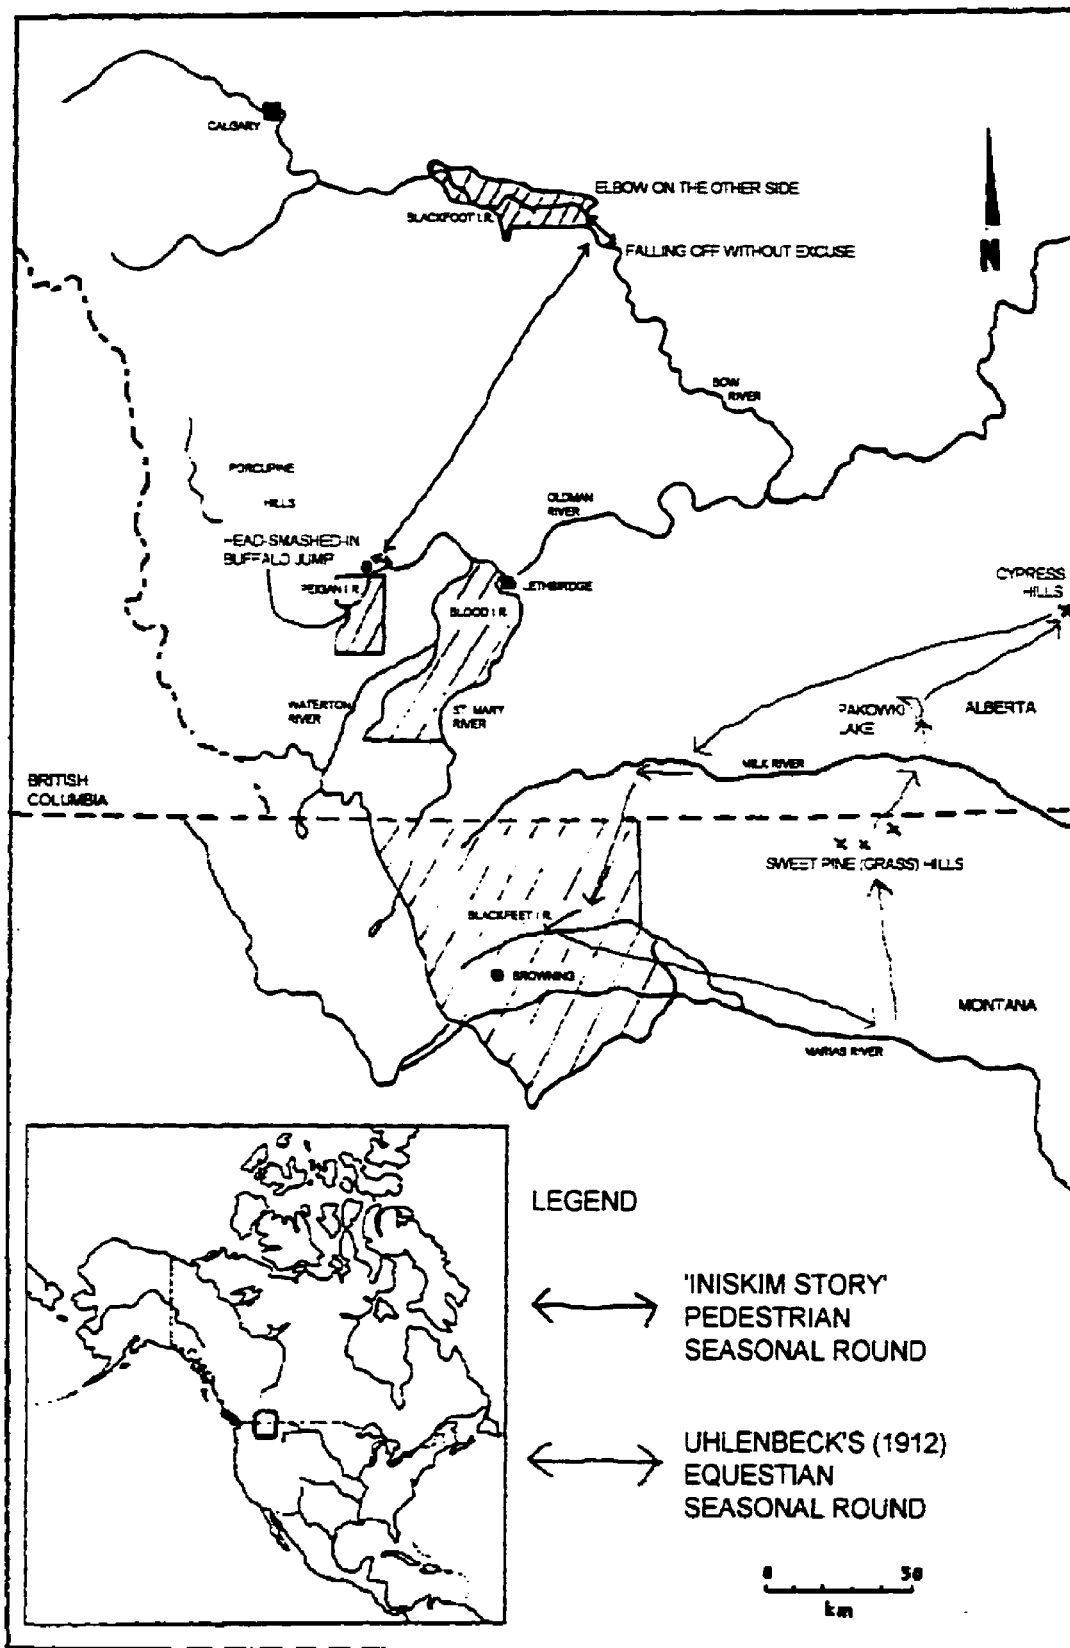 CALGARY
ELBOW ON THE OTHER SIDE
BLACKFOOT I.R.
FALLING OFF WITHOUT EXCUSE
N
BOW
RIVER
PORCUPINE
HILLS
OLDMAN
RIVER
HEAD-SMASHED-IN
BUFFALO JUMP
PEIGAN I.R.
LETHBRIDGE
BLOOD I.R.
CYPRESS
HILLS
WATERTON
RIVER
ST. MARY
RIVER
PAKOWKI
LAKE
ALBERTA
MILK RIVER
BRITISH
COLUMBIA
SWEET PINE (GRASS) HILLS
BLACKFEET I.R.
BROWNING
MONTANA
MARIAS RIVER
LEGEND
'INISKIM STORY'
PEDESTRIAN
SEASONAL ROUND
UHLENBECK'S (1912)
EQUESTIAN
SEASONAL ROUND
0 50
km